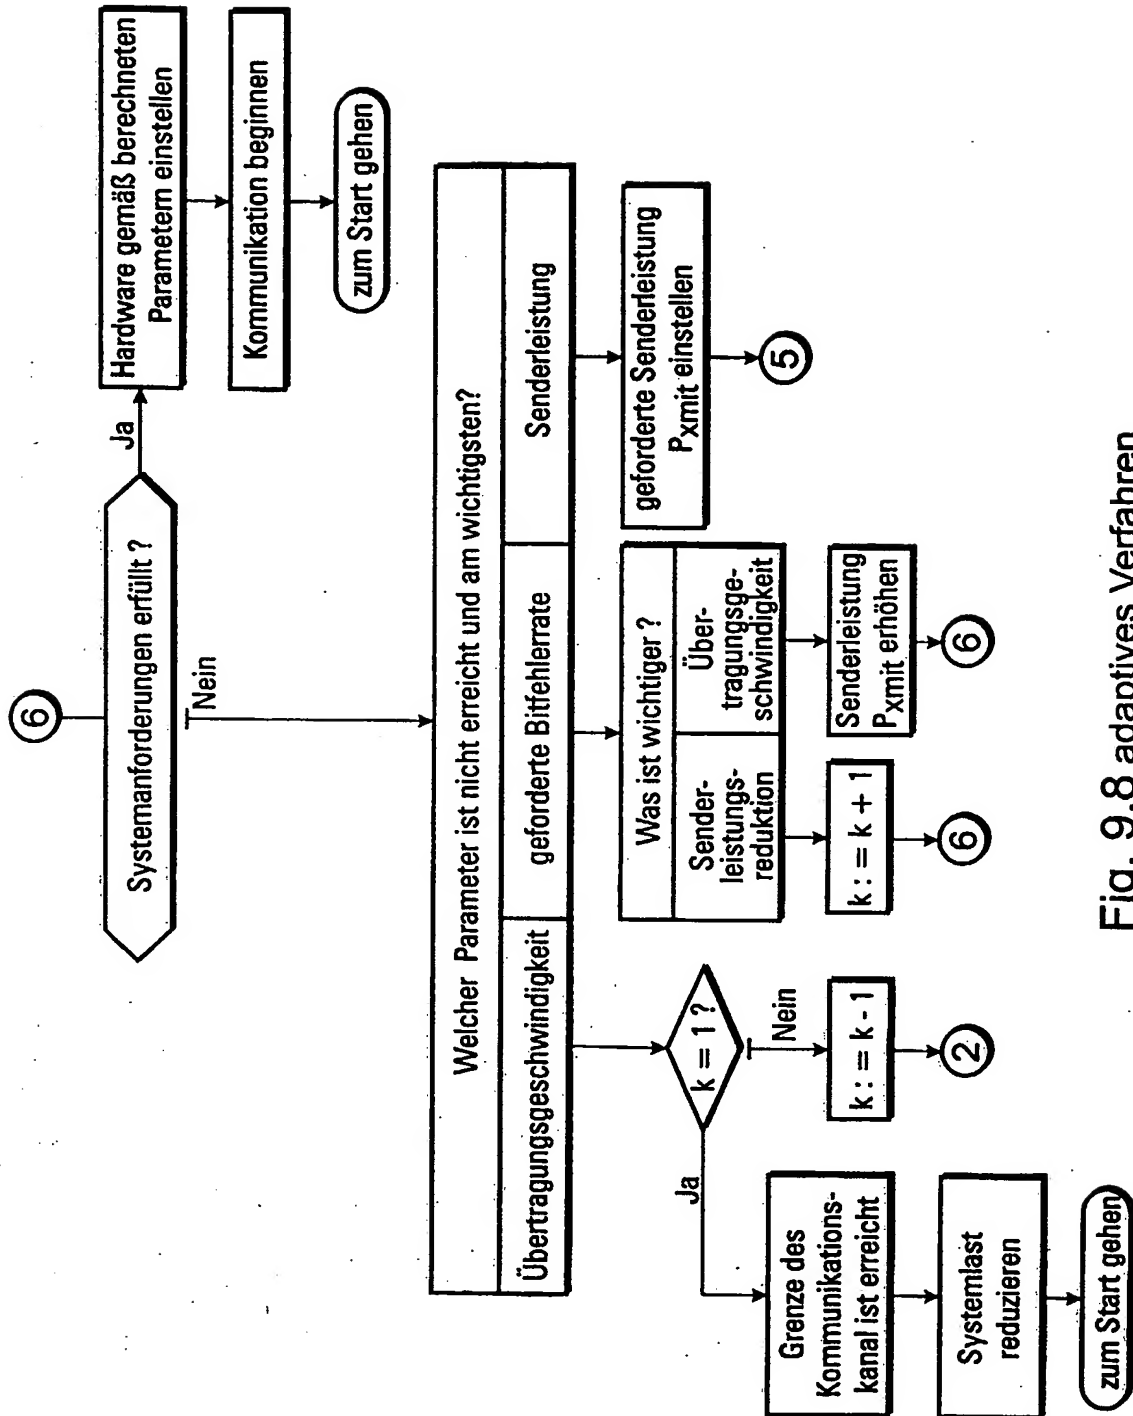 6
Systemanforderungen erfüllt ?
Ja
Hardware gemäß berechneten
Parametern einstellen
Kommunikation beginnen
zum Start gehen
Nein
Welcher Parameter ist nicht erreicht und am wichtigsten?
Übertragungsgeschwindigkeit
geforderte Bitfehlerrate
Senderleistung
k = 1 ?
Ja
Grenze des
Kommunikations-
kanal ist erreicht
Systemlast
reduzieren
zum Start gehen
Nein
k : = k - 1
2
Was ist wichtiger ?
Sender-
leistungs-
reduktion
k : = k + 1
6
Über-
tragungsge-
schwindigkeit
Senderleistung
Pxmit erhöhen
6
geforderte Senderleistung
Pxmit einstellen
5
Fig. 9.8 adaptives Verfahren